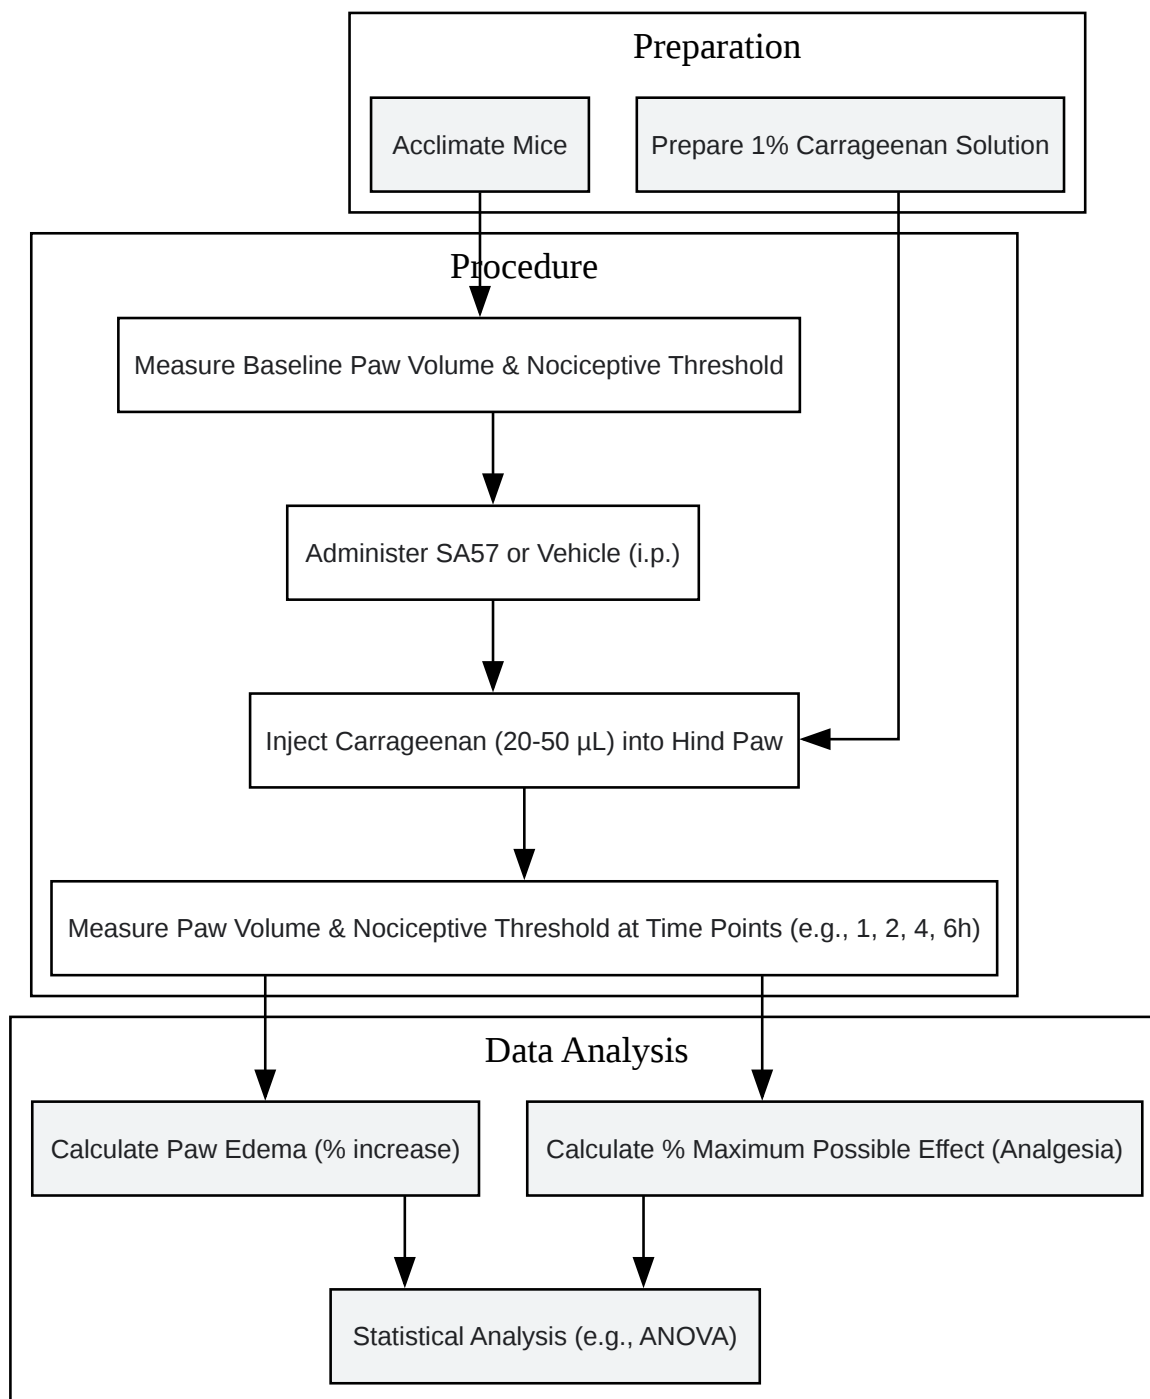 Preparation
Acclimate Mice
Prepare 1% Carrageenan Solution
Procedure
Measure Baseline Paw Volume & Nociceptive Threshold
Administer SA57 or Vehicle (i.p.)
Inject Carrageenan (20-50 µL) into Hind Paw
Measure Paw Volume & Nociceptive Threshold at Time Points (e.g., 1, 2, 4, 6h)
Data Analysis
Calculate Paw Edema (% increase)
Calculate % Maximum Possible Effect (Analgesia)
Statistical Analysis (e.g., ANOVA)